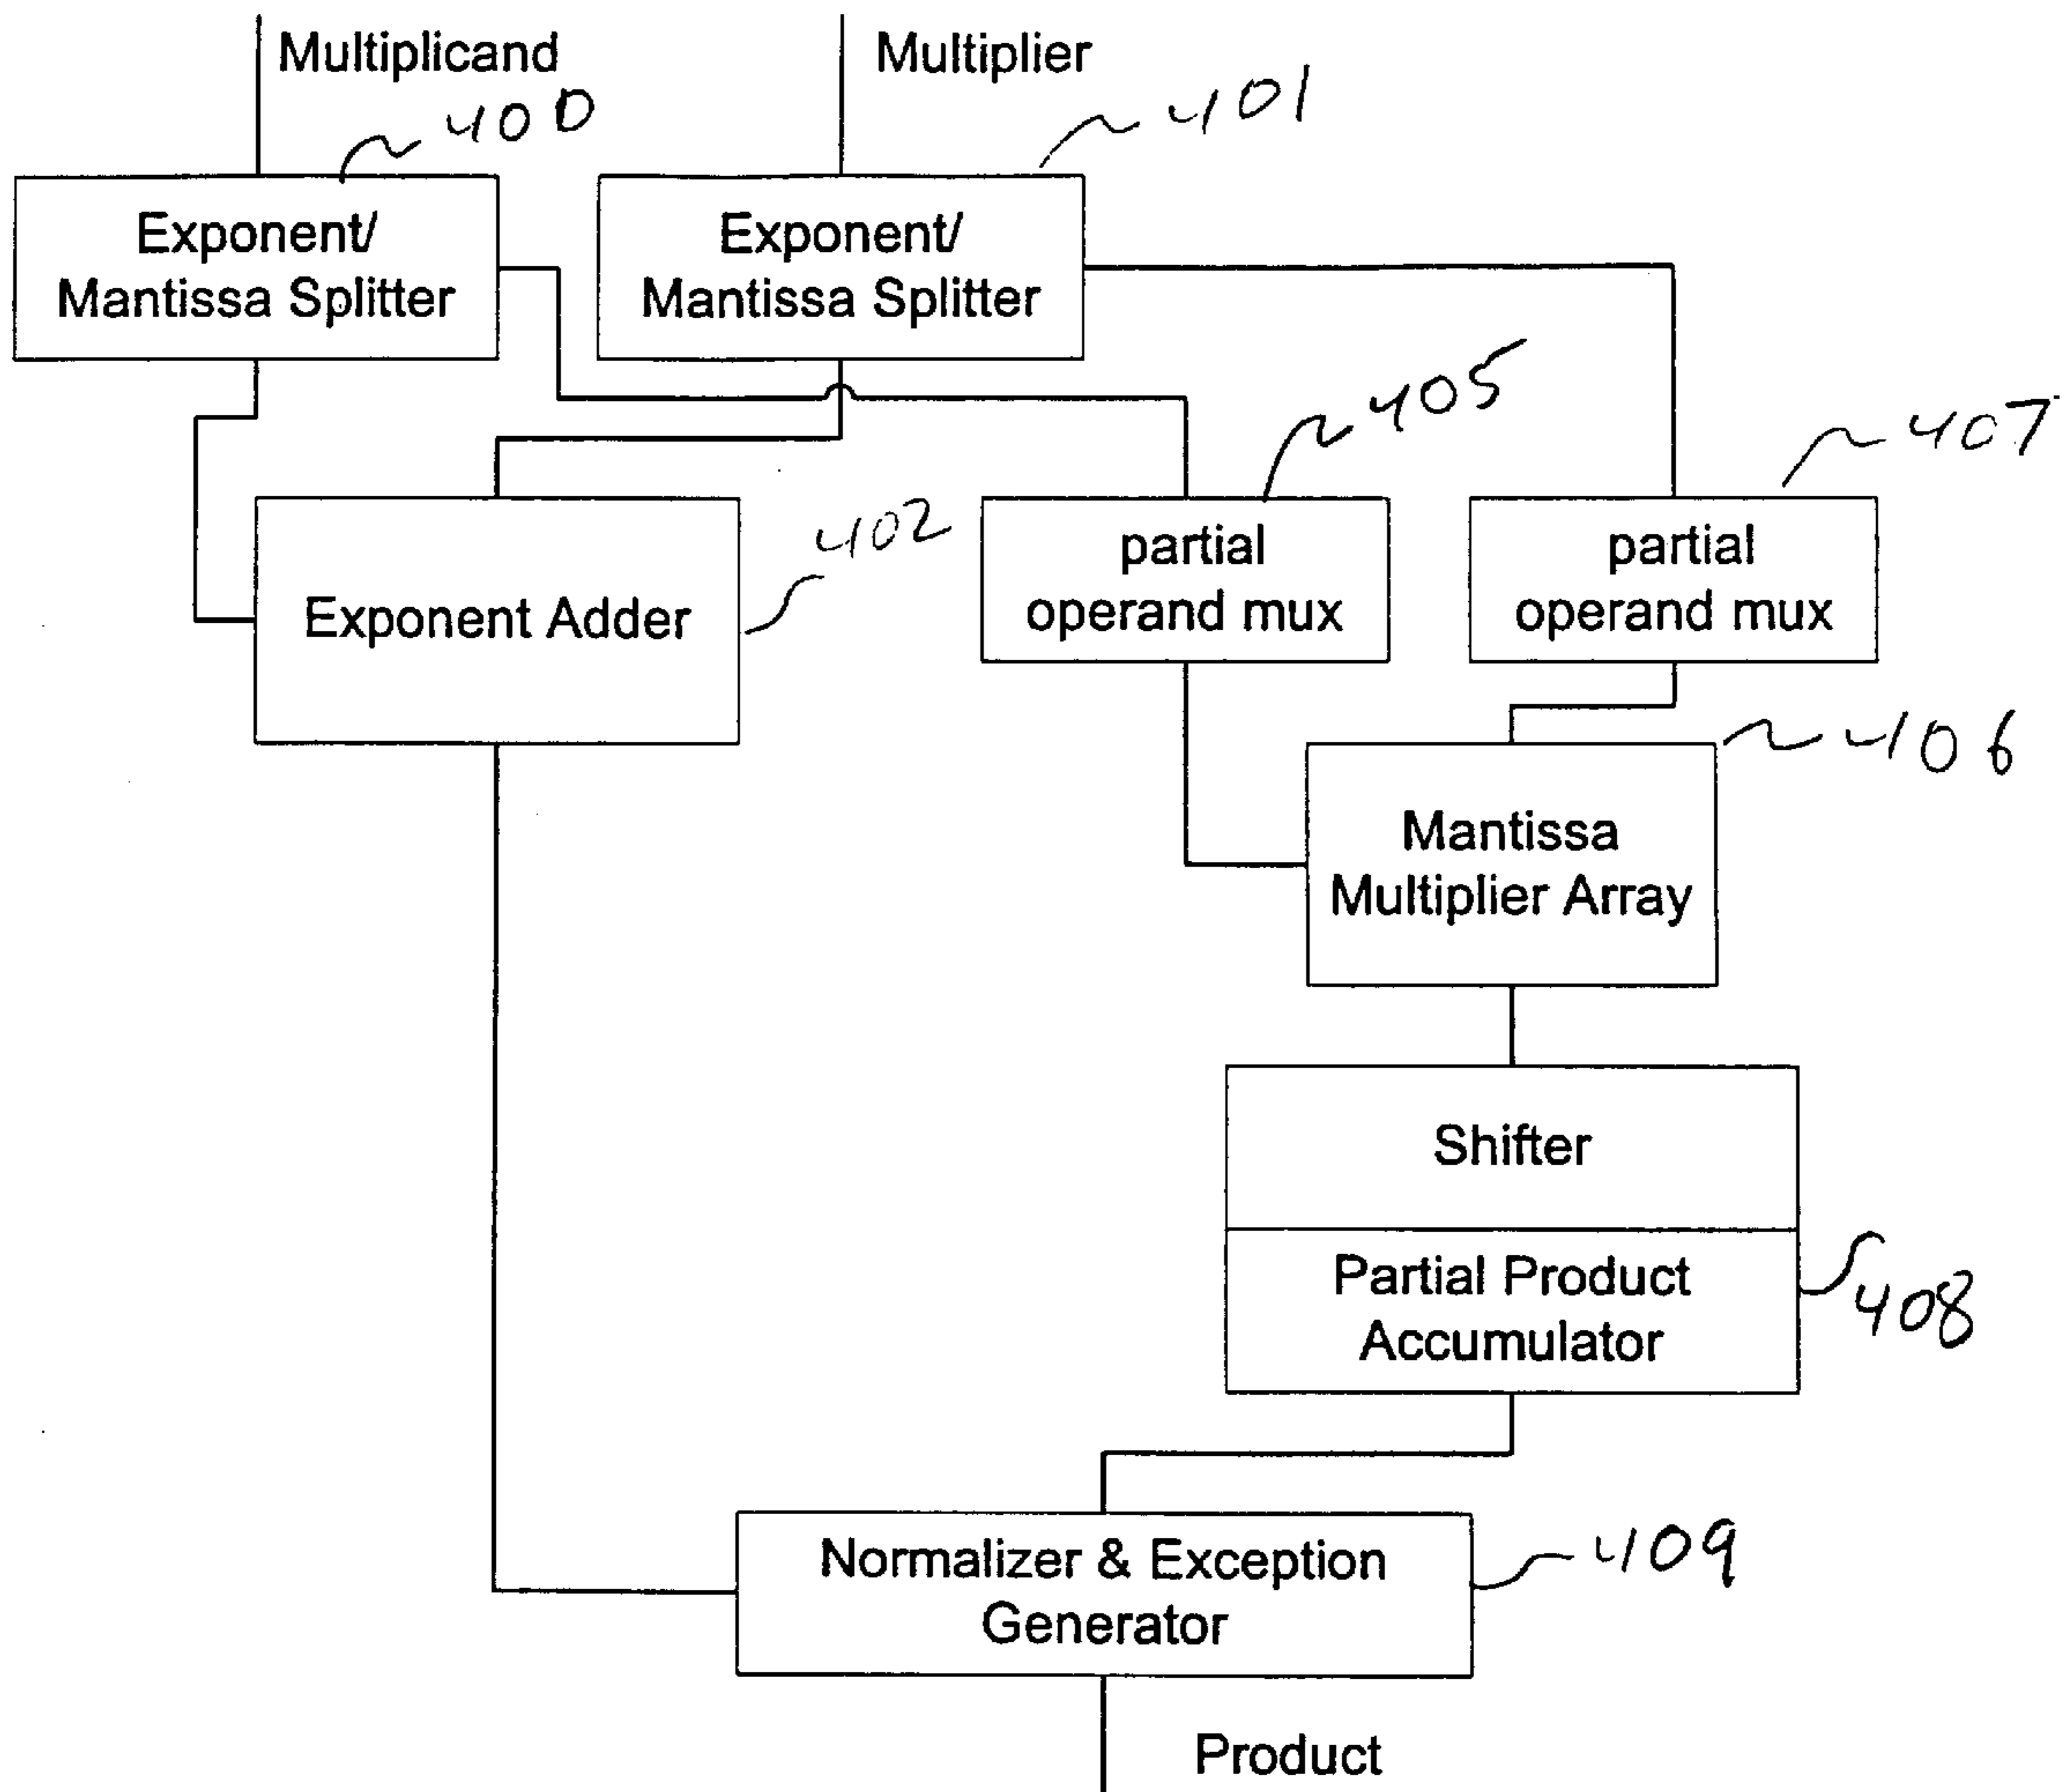 Multiplicand
Multiplier
400
401
Exponent/
Mantissa Splitter
Exponent/
Mantissa Splitter
405
407
402
partial
operand mux
partial
operand mux
Exponent Adder
406
Mantissa
Multiplier Array
Shifter
Partial Product
Accumulator
408
Normalizer & Exception
Generator
409
Product